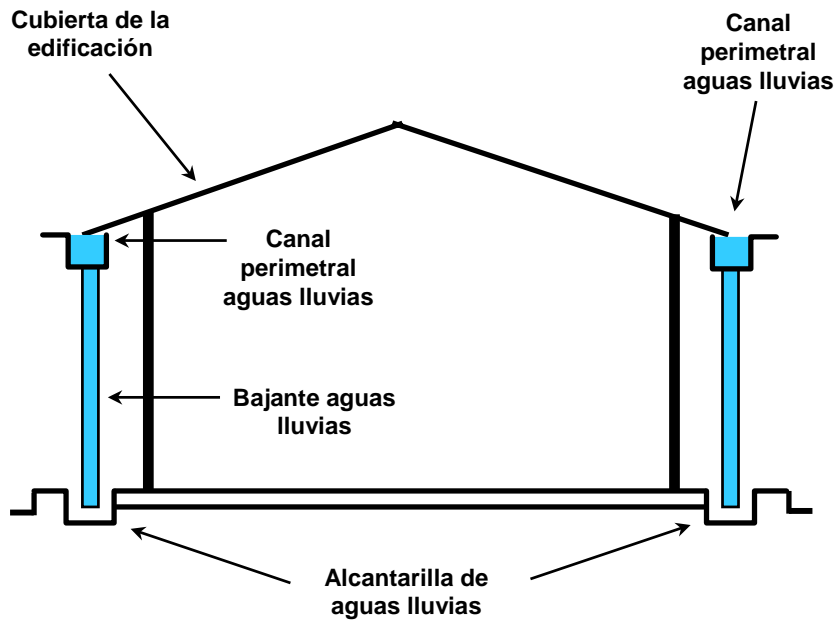 Cubierta de la
edificación
Canal
perimetral
aguas lluvias
Canal
perimetral
aguas lluvias
Bajante aguas
lluvias
Alcantarilla de
aguas lluvias